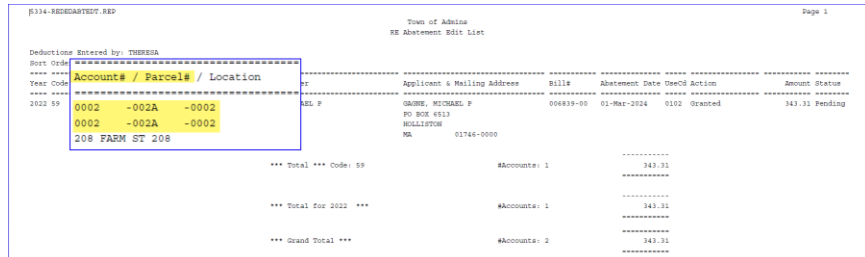 5334-REDEDABTEDT.REP Page 1
Town of Admins
RE Abatement Edit List
Deductions Entered by: THERESA
Sort Orde
Account# / Parcel# / Location
Year Code er Applicant & Mailing Address Bill# Abatement Date UseCd Action Amount Status
2022 59 0002 -002A -0002 AEL P GAGNE, MICHAEL P 006839-00 01-Mar-2024 0102 Granted 343.31 Pending
0002 -002A -0002 PO BOX 6513
208 FARM ST 208 HOLLISTON
MA 01746-0000
*** Total *** Code: 59 #Accounts: 1 343.31
*** Total for 2022 *** #Accounts: 1 343.31
*** Grand Total *** #Accounts: 2 343.31